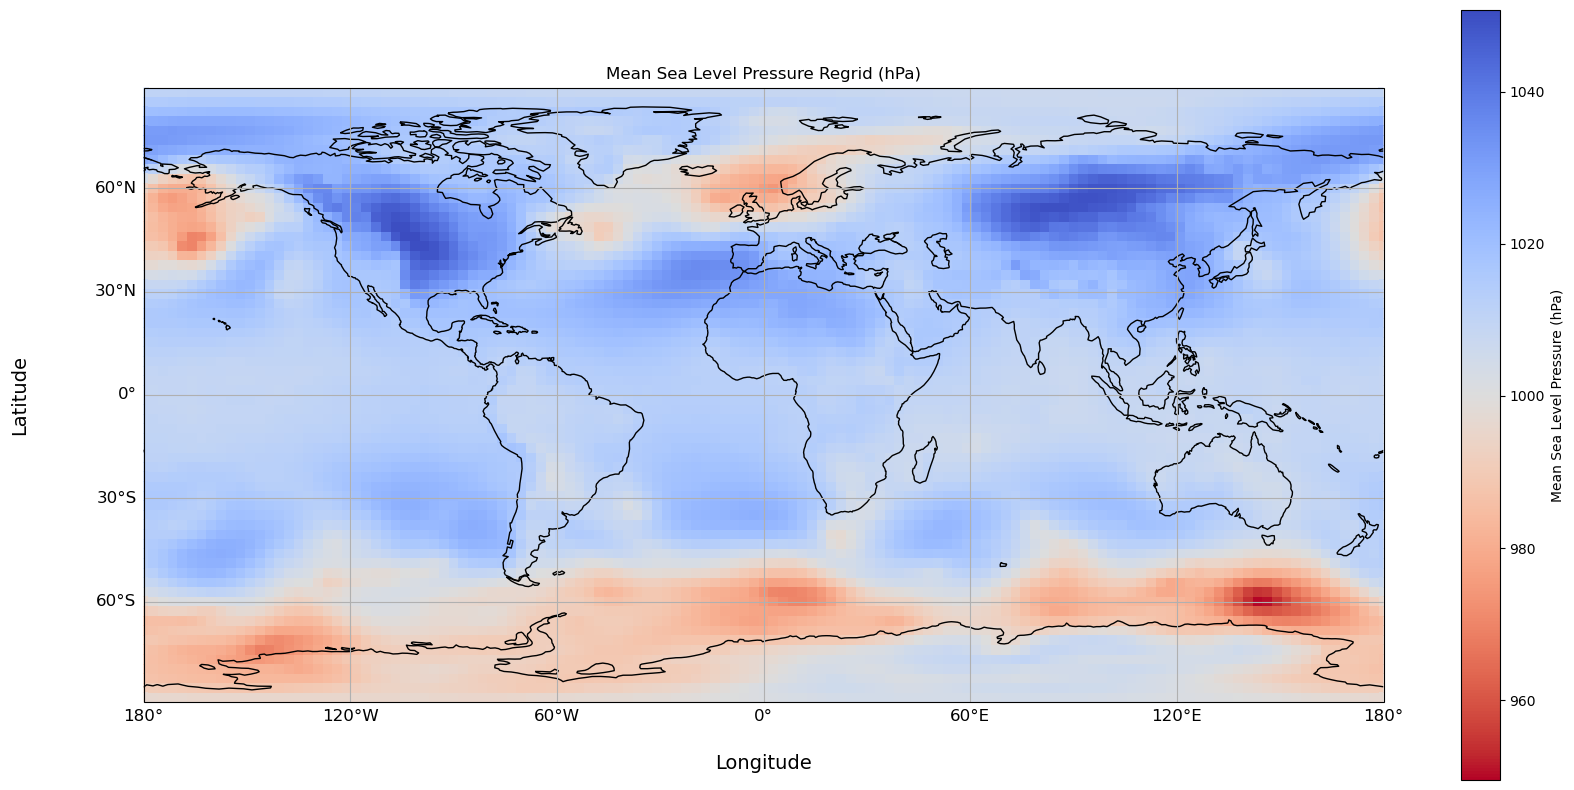 Mean Sea Level Pressure Regrid (hPa)
60°N
30°N
0°
30°S
60°S
Latitude
180°
120°W
60°W
0°
60°E
120°E
180°
Longitude
1040
1020
1000
980
960
Mean Sea Level Pressure (hPa)